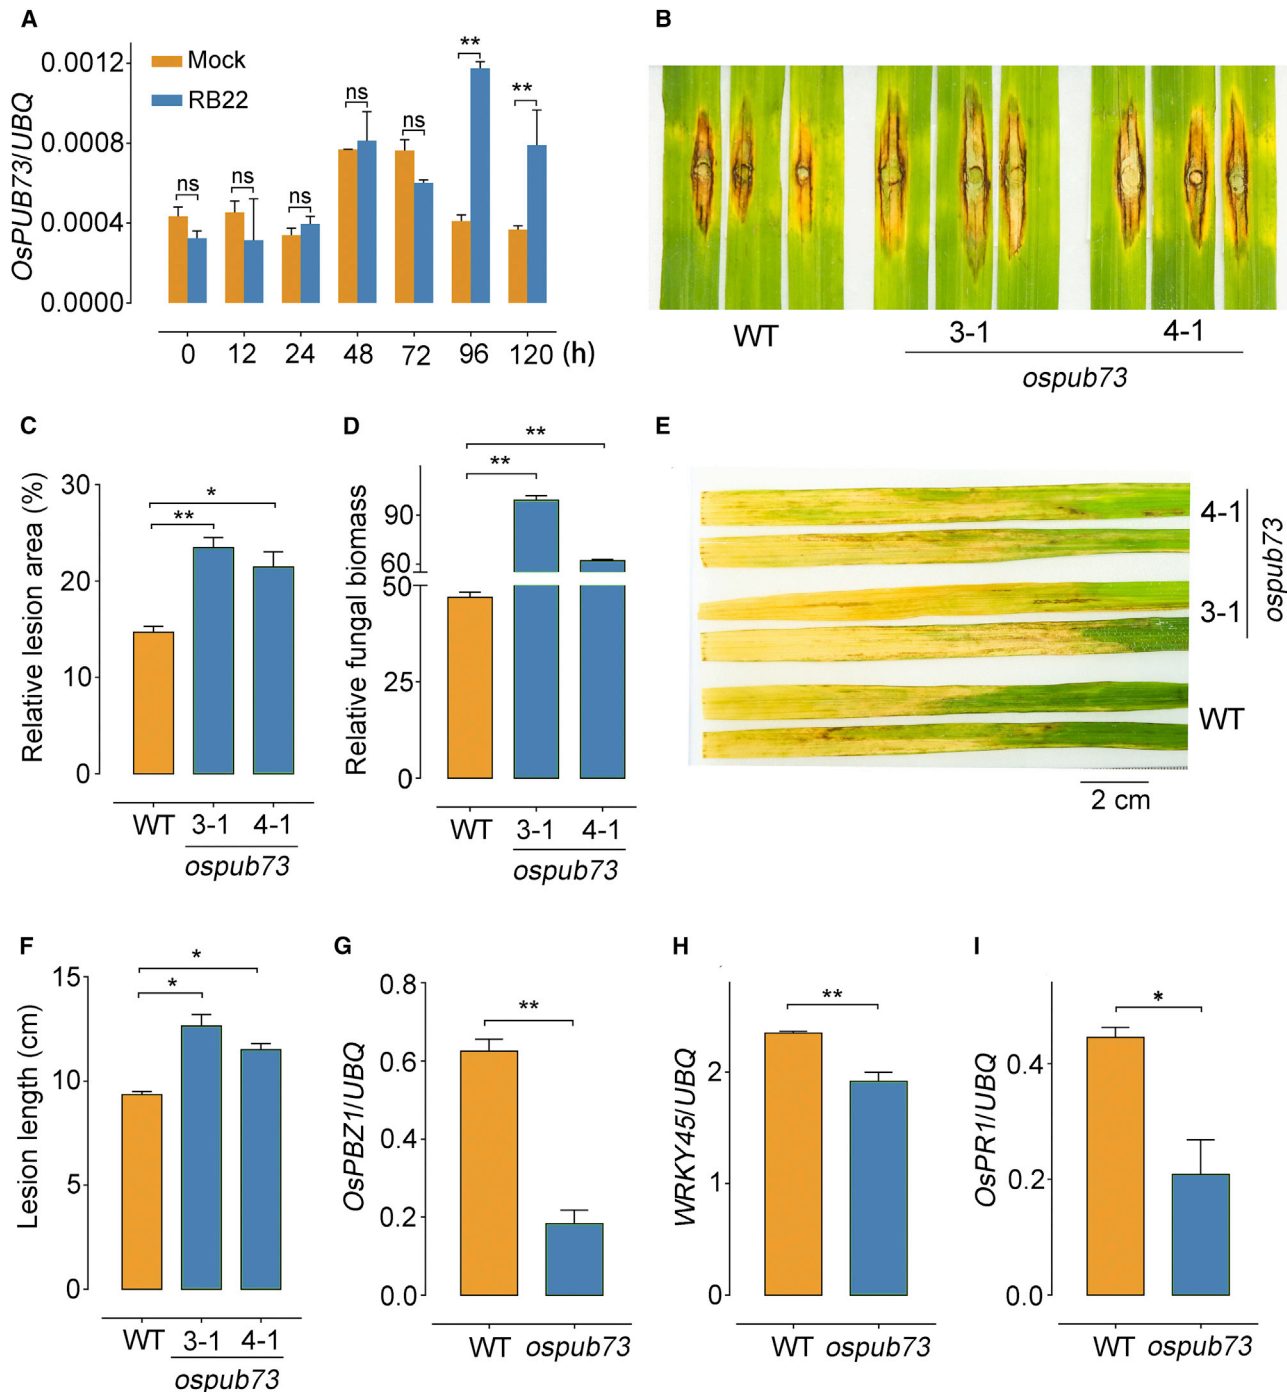 A
OsPUB73/UBQ
0.0012
0.0008
0.0004
0.0000
Mock
RB22
ns
ns
ns
ns
ns
**
**
0 12 24 48 72 96 120 (h)
B
WT 3-1 4-1
ospub73
C
Relative lesion area (%)
30
20
10
0
**
*
WT 3-1 4-1
ospub73
D
Relative fungal biomass
90
60
50
25
0
**
**
WT 3-1 4-1
ospub73
E
4-1
3-1
ospub73
WT
2 cm
F
Lesion length (cm)
15
10
5
0
*
*
WT 3-1 4-1
ospub73
G
OsPBZ1/UBQ
0.8
0.6
0.4
0.2
0.0
**
WT ospub73
H
WRKY45/UBQ
2
1
0
**
WT ospub73
I
OsPR1/UBQ
0.4
0.2
0.0
*
WT ospub73